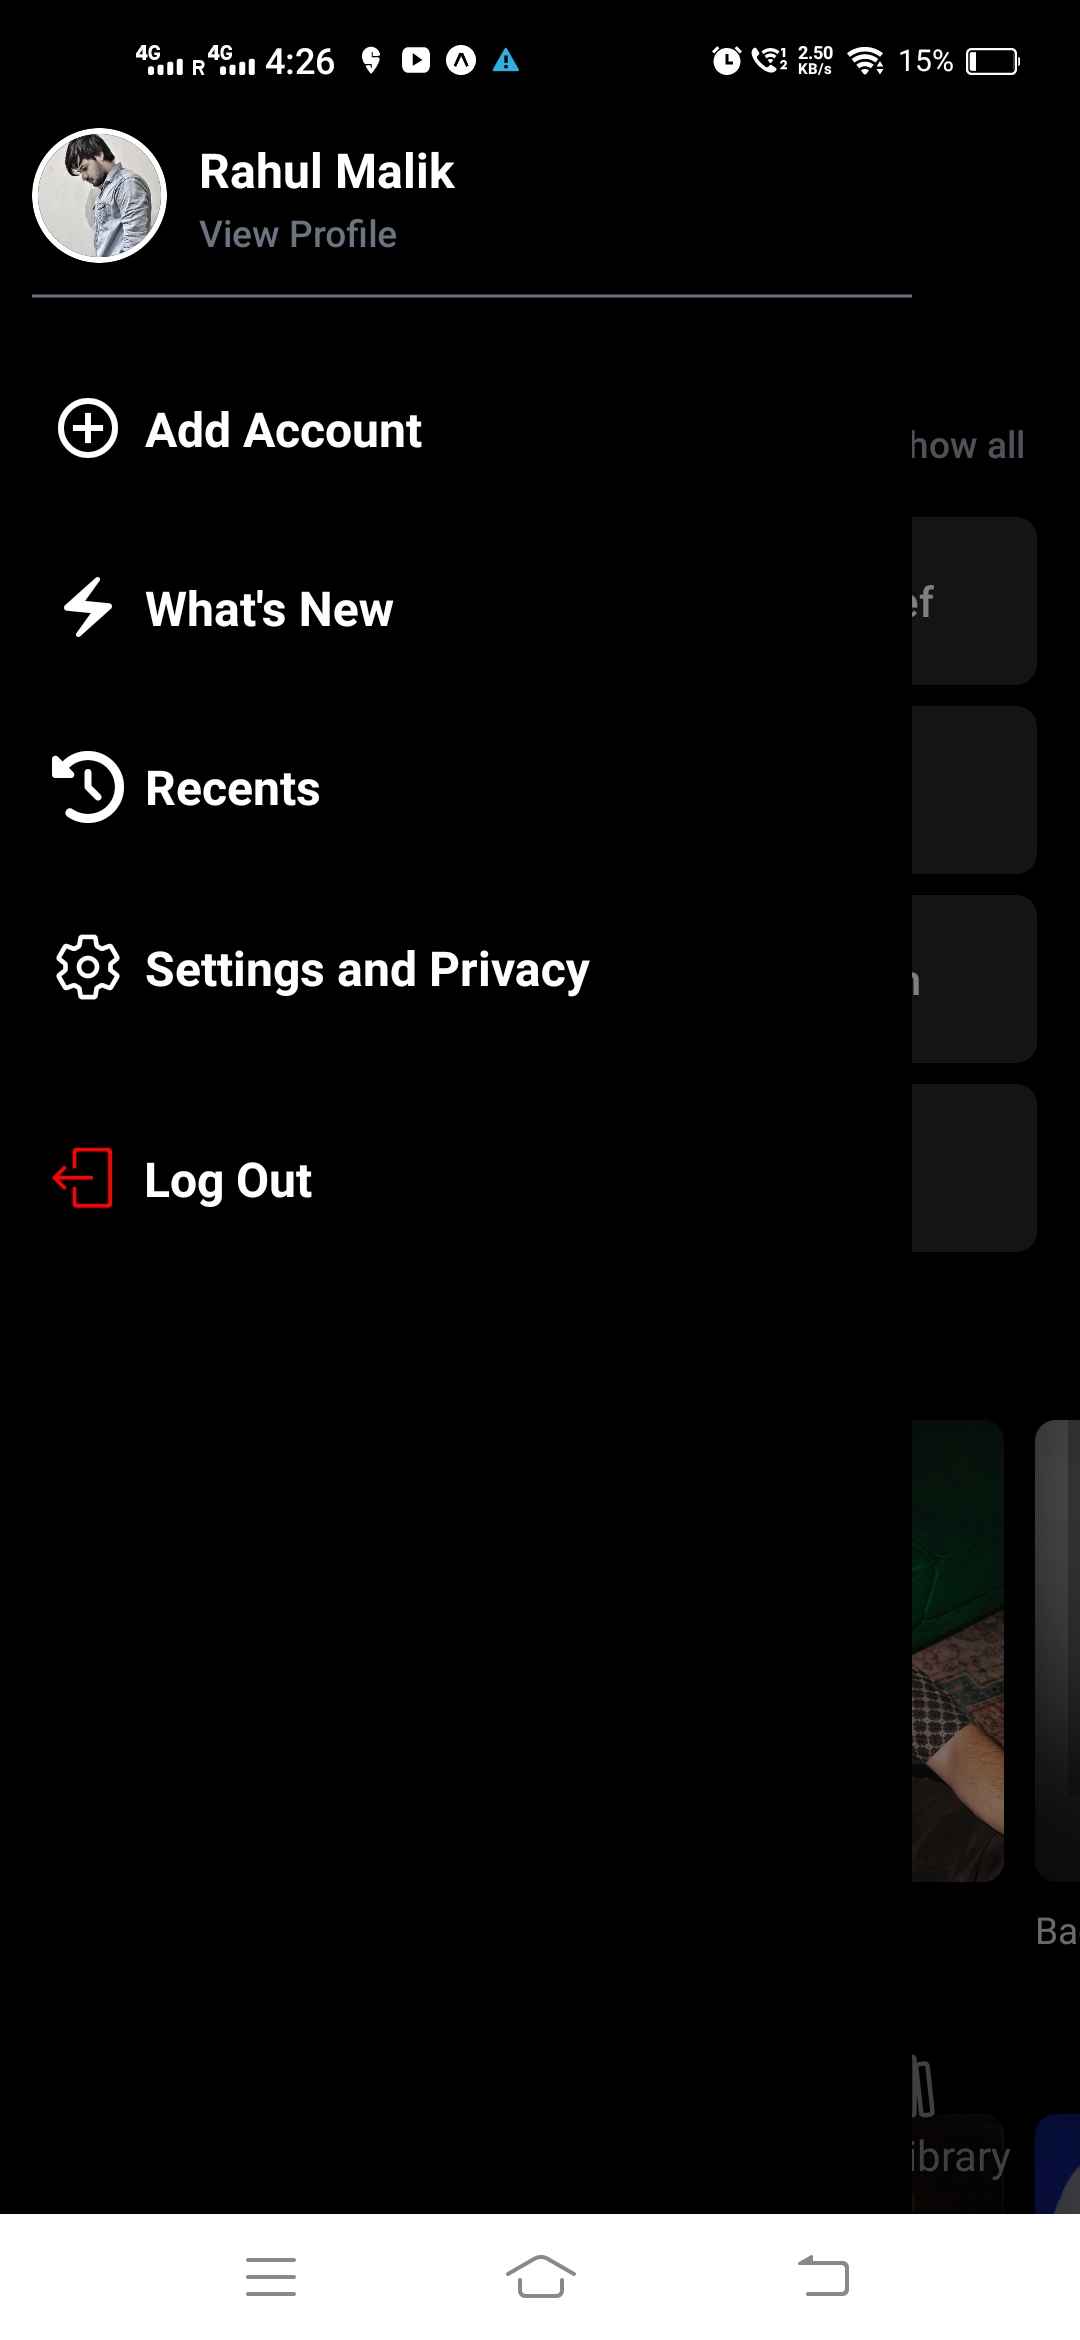 4G R 4G 4:26 2.50 KB/s 15%
Rahul Malik
View Profile
Add Account
how all
ef
What's New
Recents
Settings and Privacy
Log Out
Ba
ibrary